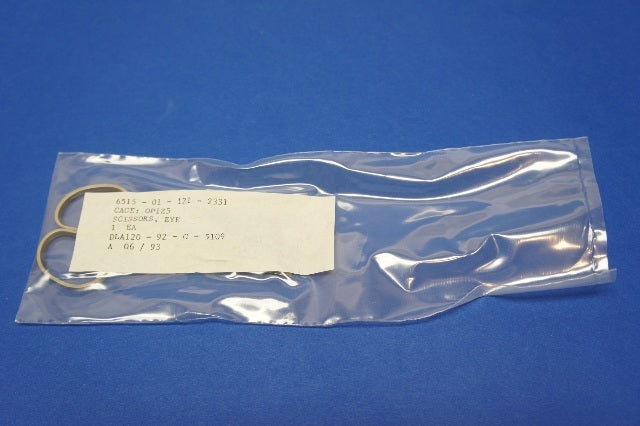 6515 - 01 - 121 - 2331
CAGE: OP125
SCISSORS, EYE
1 EA
DLA120 - 92 - C - 5109
A 06 / 93